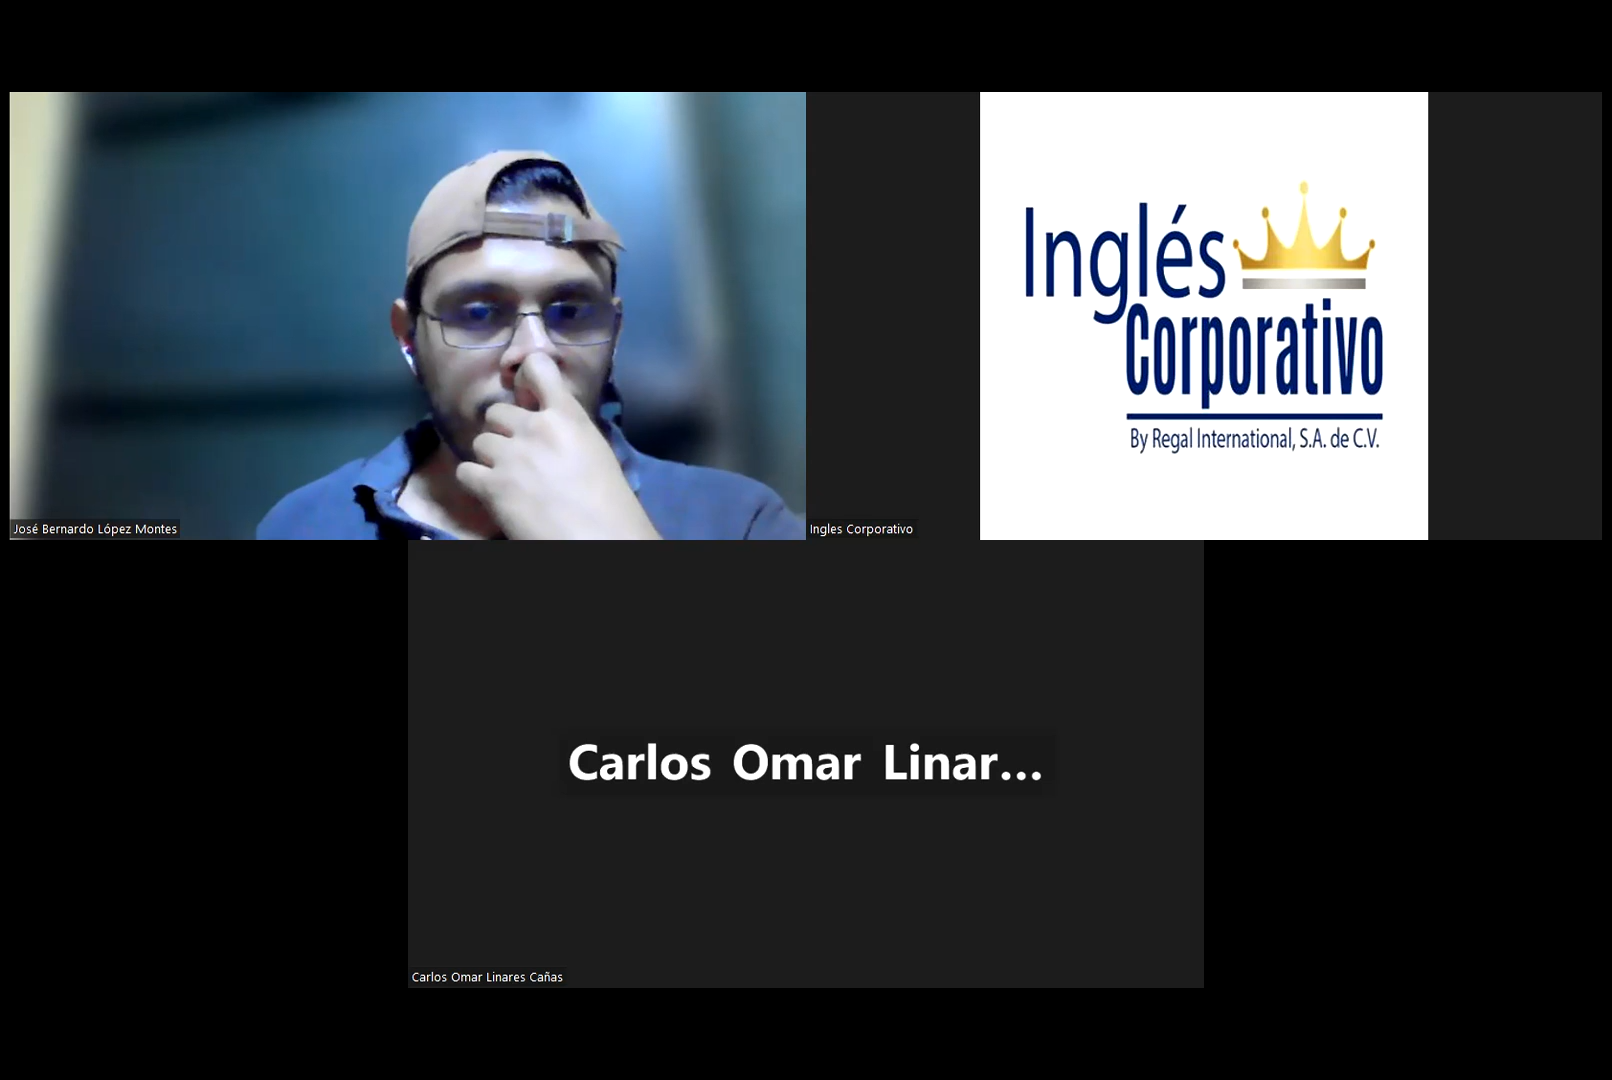 Inglés
Corporativo
By Regal International, S.A. de C.V.
José Bernardo López Montes
Ingles Corporativo
Carlos Omar Linar...
Carlos Omar Linares Cañas